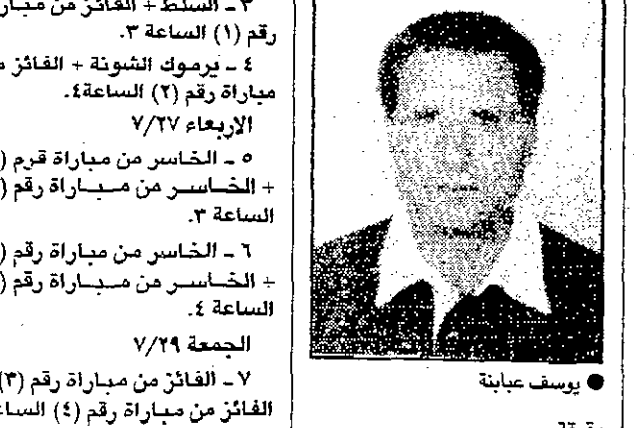 ٣ ـ السلط + الفائز من
رقم (١) الساعة ٣.
٤ ـ يرموك الشونة + الفائز
مباراة رقم (٢) الساعة٤.
الاربعاء ٧/٢٧
٥ ـ الخاسر من مباراة قرم
+ الخاسر من مباراة رقم
الساعة ٣.
٦ ـ الخاسر من مباراة رقم
+ الخاسر من مباراة رقم
الساعة ٤.
الجمعة ٧/٢٩
٧ ـ الفائز من مباراة رقم (٣)
الفائز من مباراة رقم (٤)
● يوسف عبابنة